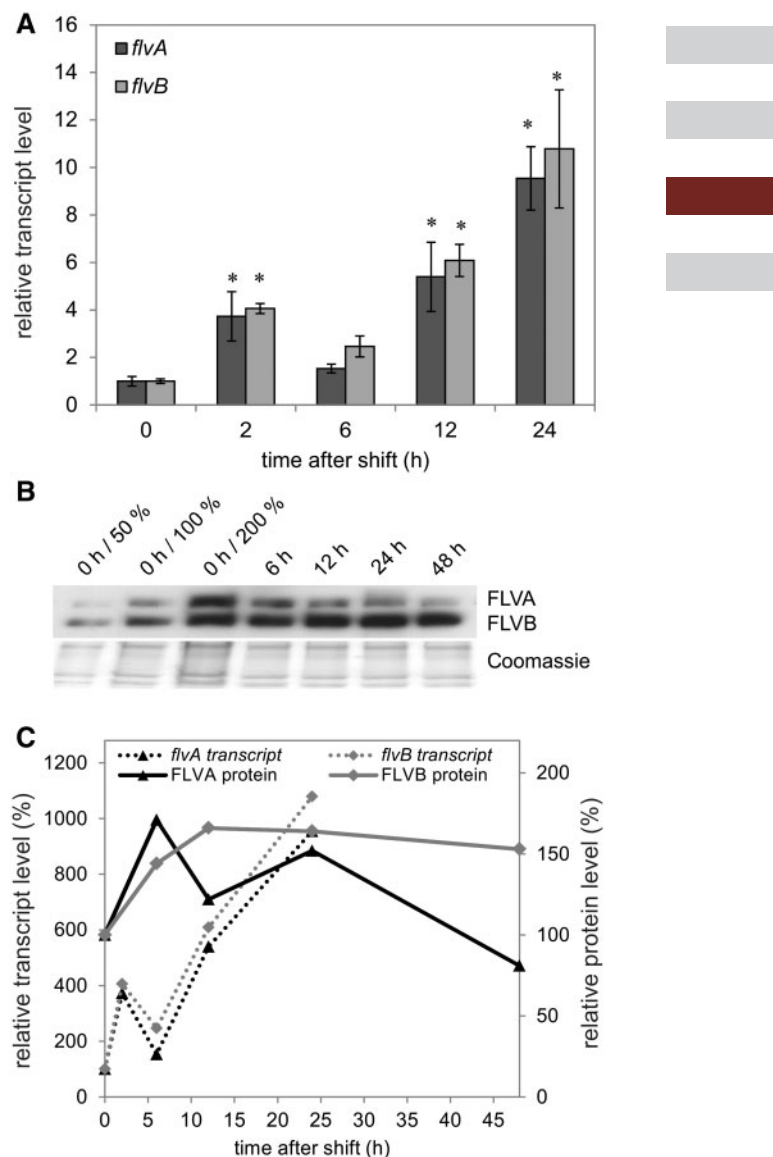 A
16
14
12
10
8
6
4
2
0
relative transcript level
flvA
flvB
* * * * * *
0 2 6 12 24
time after shift (h)
B
0 h / 50 % 0 h / 100 % 0 h / 200 % 6 h 12 h 24 h 48 h
FLVA
FLVB
Coomassie
C
flvA transcript flvB transcript
FLVA protein FLVB protein
1200
1000
800
600
400
200
0
relative transcript level (%)
200
150
100
50
0
relative protein level (%)
0 5 10 15 20 25 30 35 40 45
time after shift (h)